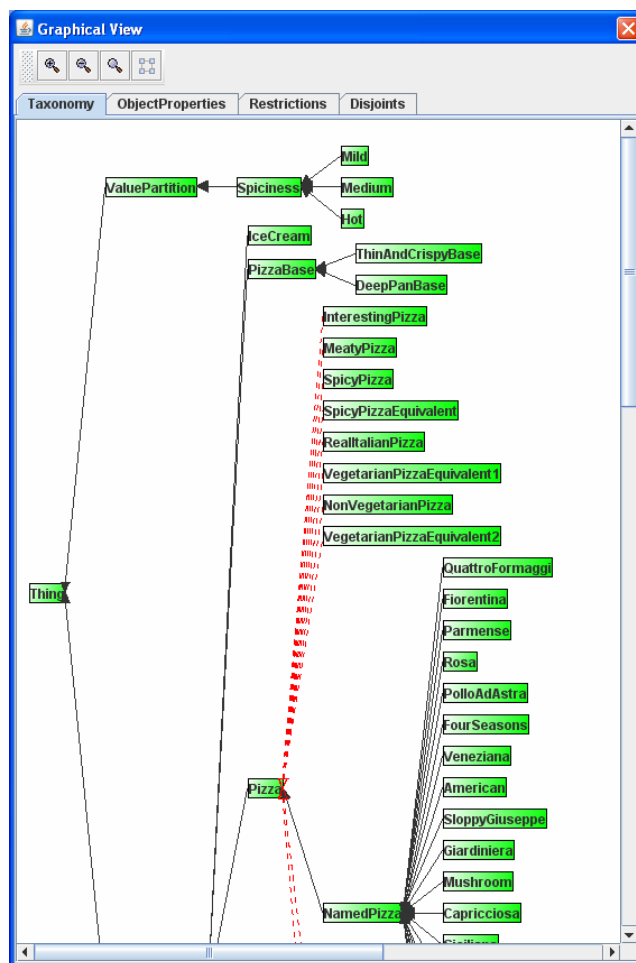 Graphical View
Taxonomy ObjectProperties Restrictions Disjoints
Mild
ValuePartition Spiciness Medium
Hot
IceCream
ThinAndCrispyBase
PizzaBase
DeepPanBase
InterestingPizza
MeatyPizza
SpicyPizza
SpicyPizzaEquivalent
RealItalianPizza
VegetarianPizzaEquivalent1
NonVegetarianPizza
VegetarianPizzaEquivalent2
QuattroFormaggi
Thing
Fiorentina
Parmense
Rosa
PolloAdAstra
FourSeasons
Veneziana
Pizza
American
SloppyGiuseppe
Giardiniera
Mushroom
NamedPizza Capricciosa